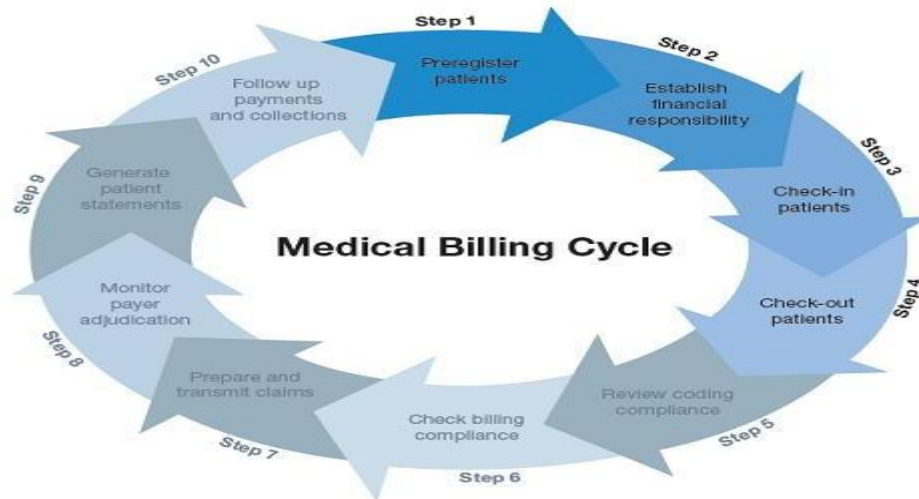 Medical Billing Cycle
Step 1
Preregister
patients
Step 2
Establish
financial
responsibility
Step 3
Check-in
patients
Step 4
Check-out
patients
Step 5
Review coding
compliance
Step 6
Check billing
compliance
Step 7
Prepare and
transmit claims
Step 8
Monitor
payer
adjudication
Step 9
Generate
patient
statements
Step 10
Follow up
payments
and collections